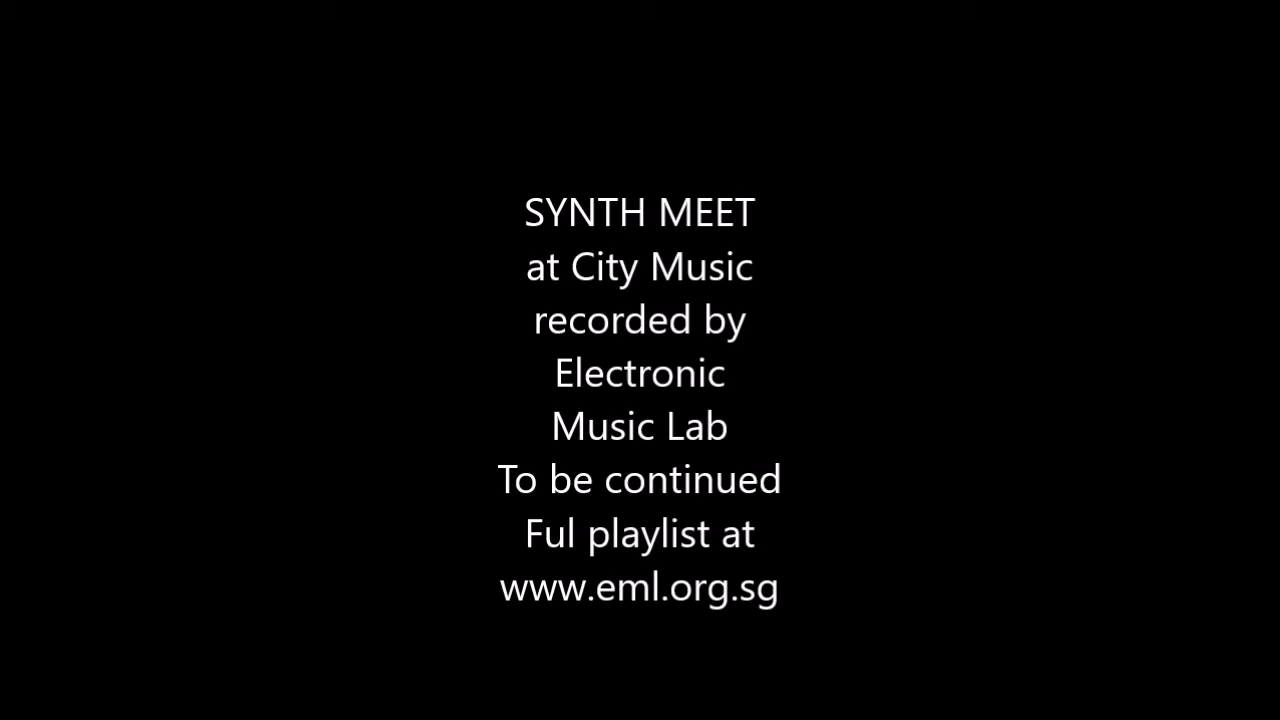 SYNTH MEET
at City Music
recorded by
Electronic
Music Lab
To be continued
Ful playlist at
www.eml.org.sg